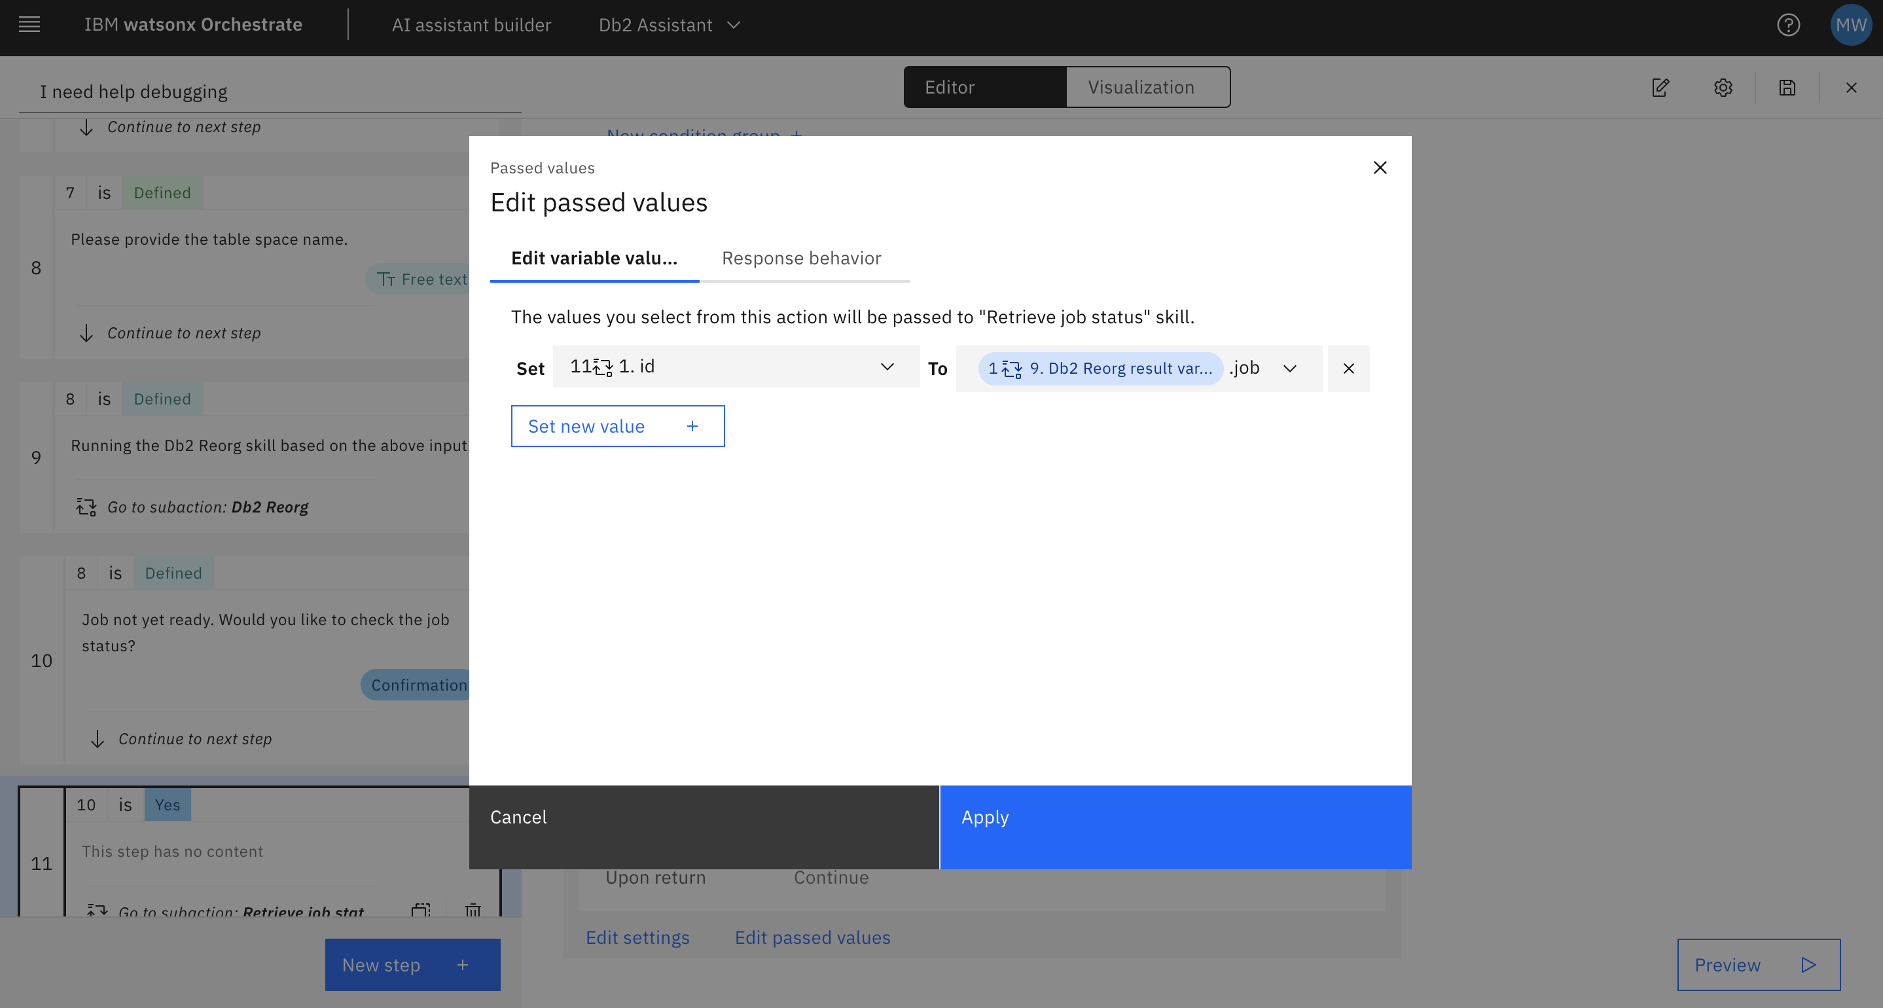 IBM watsonx Orchestrate
AI assistant builder
Db2 Assistant
MW
I need help debugging
Editor
Visualization
Continue to next step
New condition group +
7 is Defined
8
Please provide the table space name.
Free text
Continue to next step
8 is Defined
9
Running the Db2 Reorg skill based on the above input
Go to subaction: Db2 Reorg
8 is Defined
10
Job not yet ready. Would you like to check the job
status?
Confirmation
Continue to next step
10 is Yes
11
This step has no content
Go to subaction: Retrieve job stat
New step +
Passed values
Edit passed values
Edit variable valu...
Response behavior
The values you select from this action will be passed to "Retrieve job status" skill.
Set 11 1. id To 1 9. Db2 Reorg result var... .job
Set new value +
Cancel
Apply
Upon return
Continue
Edit settings
Edit passed values
Preview